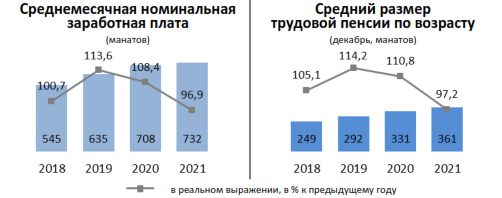 Среднемесячная номинальная
заработная плата
(манатов)
100,7 113,6 108,4 96,9
545 635 708 732
2018 2019 2020 2021
Средний размер
трудовой пенсии по возрасту
(декабрь, манатов)
105,1 114,2 110,8 97,2
249 292 331 361
2018 2019 2020 2021
в реальном выражении, в % к предыдущему году